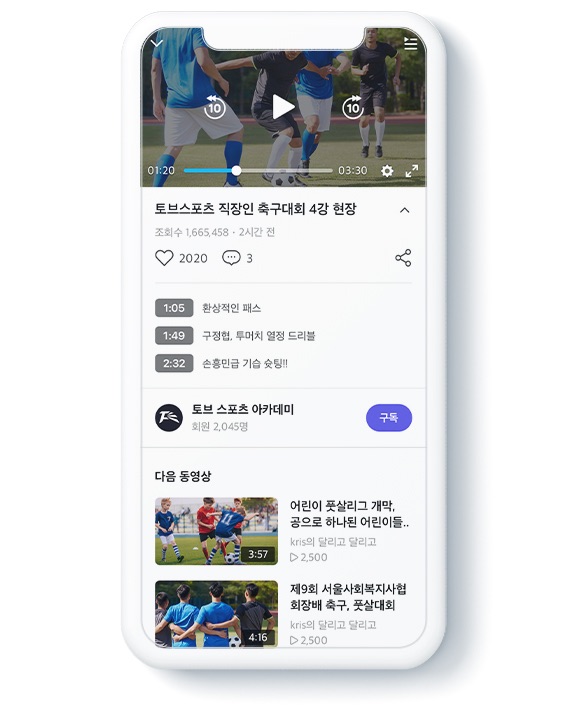 10
10
01:20
03:30
토브스포츠 직장인 축구대회 4강 현장
조회수 1,665,458 · 2시간 전
2020
3
1:05 환상적인 패스
1:49 구정협, 투머치 열정 드리블
2:32 손흥민급 기습 슛팅!!
토브 스포츠 아카데미
회원 2,045명
구독
다음 동영상
어린이 풋살리그 개막,
공으로 하나된 어린이들..
kris의 달리고 달리고
2,500
11
3:57
제9회 서울사회복지사협
회장배 축구, 풋살대회
kris의 달리고 달리고
2,500
4:16